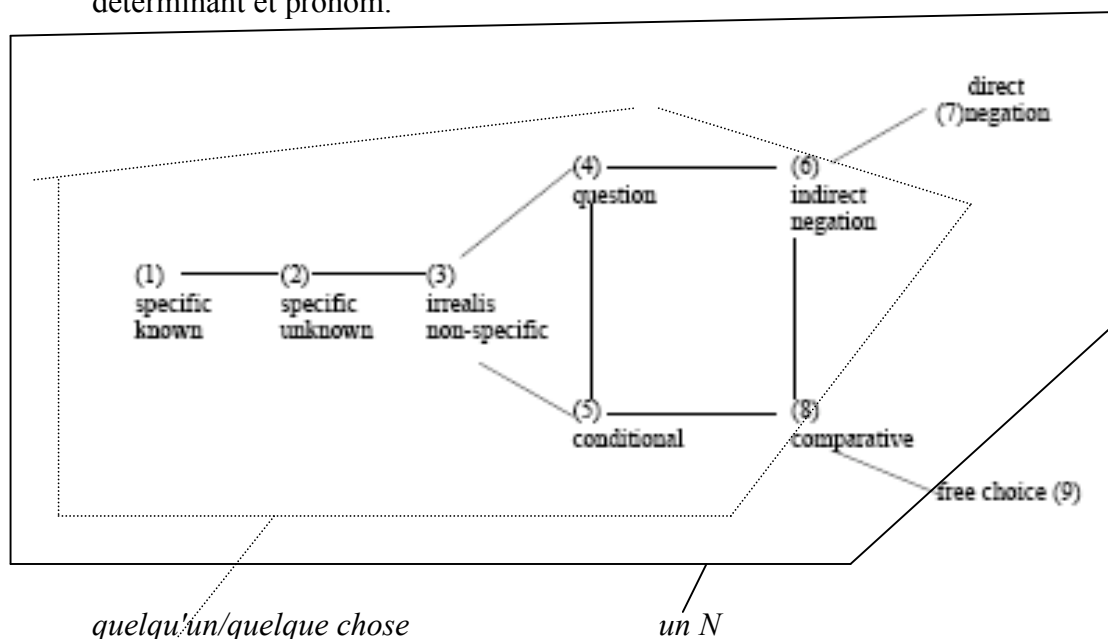 déterminant et pronom.
direct
(7)negation
(4)
question
(6)
indirect
negation
(1)
specific
known
(2)
specific
unknown
(3)
irrealis
non-specific
(5)
conditional
(8)
comparative
free choice (9)
quelqu'un/quelque chose
un N